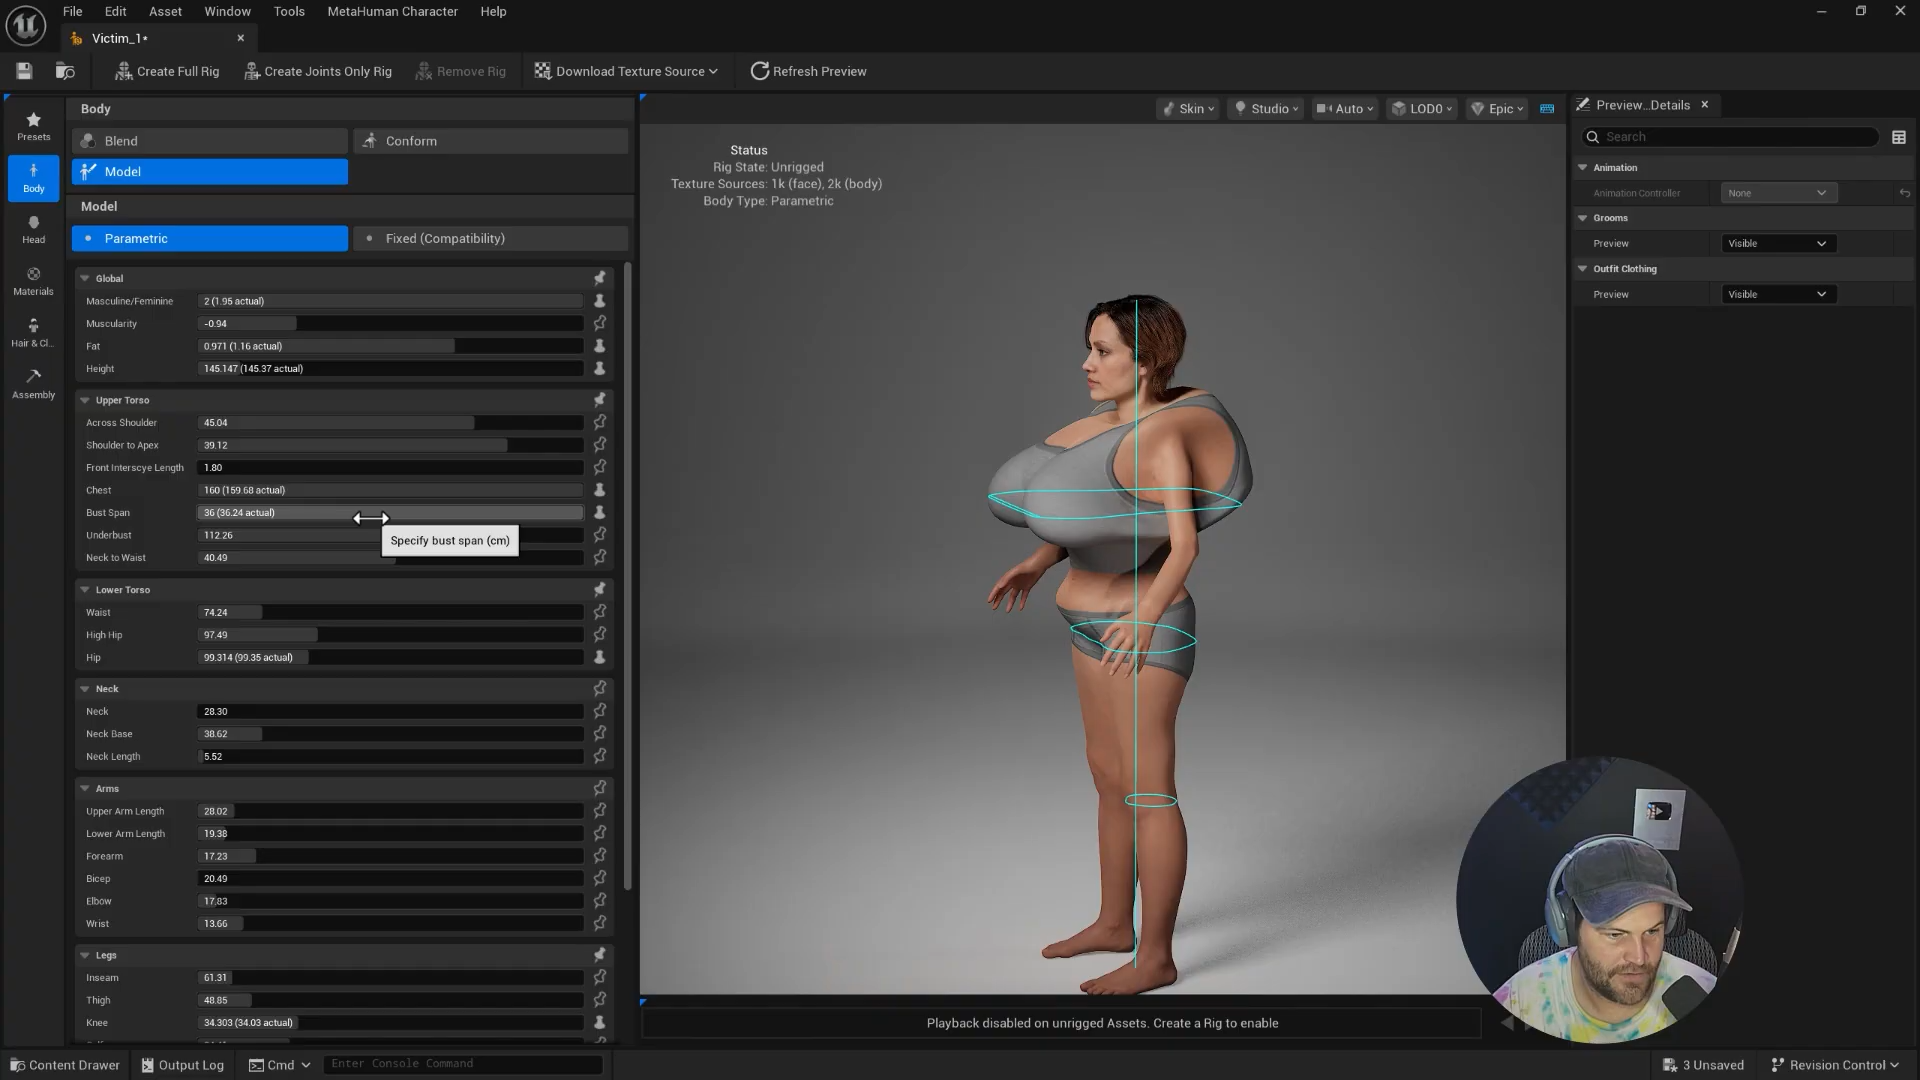 File Edit Asset Window Tools MetaHuman Character Help
Victim_1*
Create Full Rig Create Joints Only Rig Remove Rig Download Texture Source Refresh Preview
Presets
Body
Head
Materials
Hair & Cl...
Assembly
Body
Blend Conform
Model
Model
Parametric Fixed (Compatibility)
Global
Masculine/Feminine 2 (1.95 actual)
Muscularity -0.94
Fat 0.971 (1.16 actual)
Height 145.147 (145.37 actual)
Upper Torso
Across Shoulder 45.04
Shoulder to Apex 39.12
Front Interscye Length 1.80
Chest 160 (159.68 actual)
Bust Span 36 (36.24 actual)
Underbust 112.26
Neck to Waist 40.49
Specify bust span (cm)
Lower Torso
Waist 74.24
High Hip 97.49
Hip 99.314 (99.35 actual)
Neck
Neck 28.30
Neck Base 38.62
Neck Length 5.52
Arms
Upper Arm Length 28.02
Lower Arm Length 19.38
Forearm 17.23
Bicep 20.49
Elbow 17.83
Wrist 13.66
Legs
Inseam 61.31
Thigh 48.85
Knee 34.303 (34.03 actual)
Skin Studio Auto LOD0 Epic
Status
Rig State: Unrigged
Texture Sources: 1k (face), 2k (body)
Body Type: Parametric
Playback disabled on unrigged Assets. Create a Rig to enable
Preview...Details
Search
Animation
Animation Controller None
Grooms
Preview Visible
Outfit Clothing
Preview Visible
Content Drawer Output Log Cmd Enter Console Command
3 Unsaved Revision Control